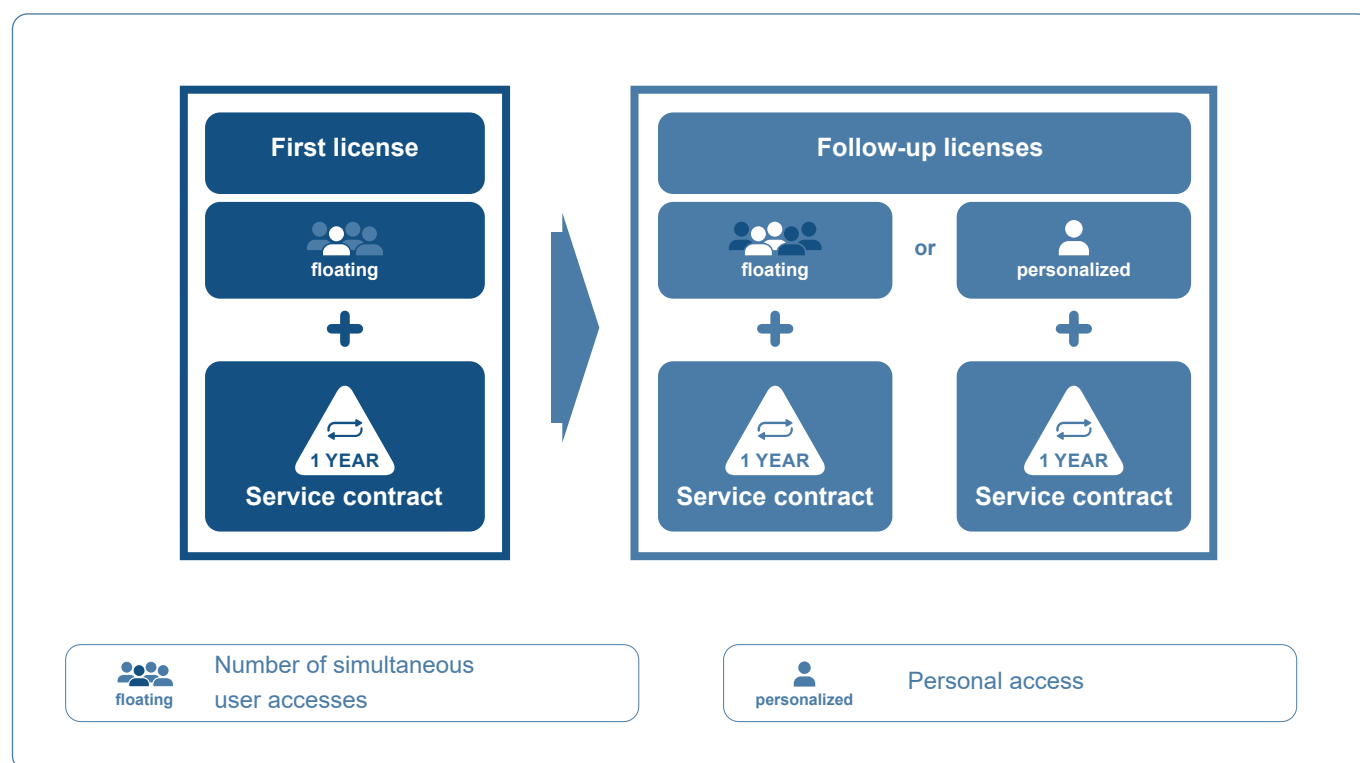 First license
floating
1 YEAR
Service contract
Follow-up licenses
floating
or
personalized
1 YEAR
Service contract
1 YEAR
Service contract
floating
Number of simultaneous
user accesses
personalized
Personal access